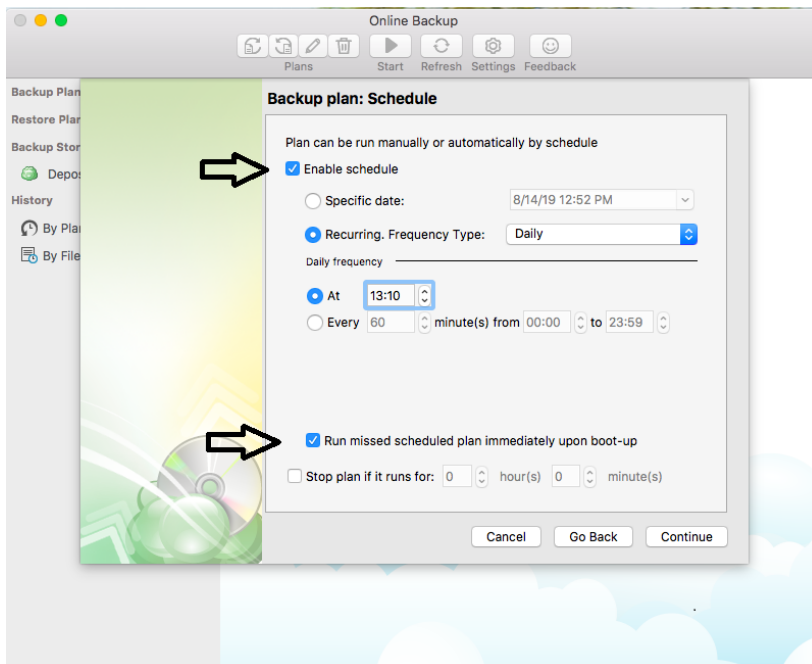 Online Backup
Plans Start Refresh Settings Feedback
Backup Plan
Restore Plan
Backup Stor
Depos
History
By Pla
By File
Backup plan: Schedule
Plan can be run manually or automatically by schedule
Enable schedule
Specific date: 8/14/19 12:52 PM
Recurring. Frequency Type: Daily
Daily frequency
At 13:10
Every 60 minute(s) from 00:00 to 23:59
Run missed scheduled plan immediately upon boot-up
Stop plan if it runs for: 0 hour(s) 0 minute(s)
Cancel Go Back Continue